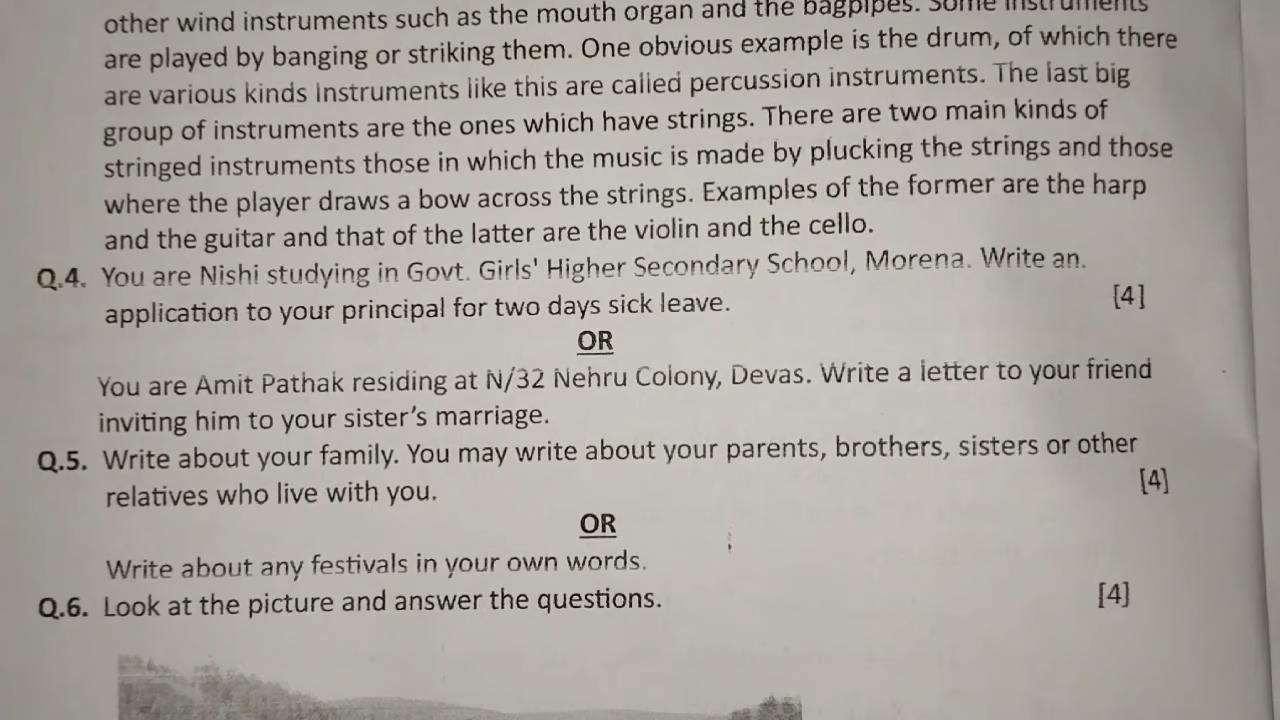 other wind instruments such as the mouth organ and the bagpipes. Some instruments
are played by banging or striking them. One obvious example is the drum, of which there
are various kinds instruments like this are called percussion instruments. The last big
group of instruments are the ones which have strings. There are two main kinds of
stringed instruments those in which the music is made by plucking the strings and those
where the player draws a bow across the strings. Examples of the former are the harp
and the guitar and that of the latter are the violin and the cello.
Q.4. You are Nishi studying in Govt. Girls' Higher Secondary School, Morena. Write an.
application to your principal for two days sick leave. [4]
OR
You are Amit Pathak residing at N/32 Nehru Colony, Devas. Write a letter to your friend
inviting him to your sister's marriage.
Q.5. Write about your family. You may write about your parents, brothers, sisters or other
relatives who live with you. [4]
OR
Write about any festivals in your own words.
Q.6. Look at the picture and answer the questions. [4]